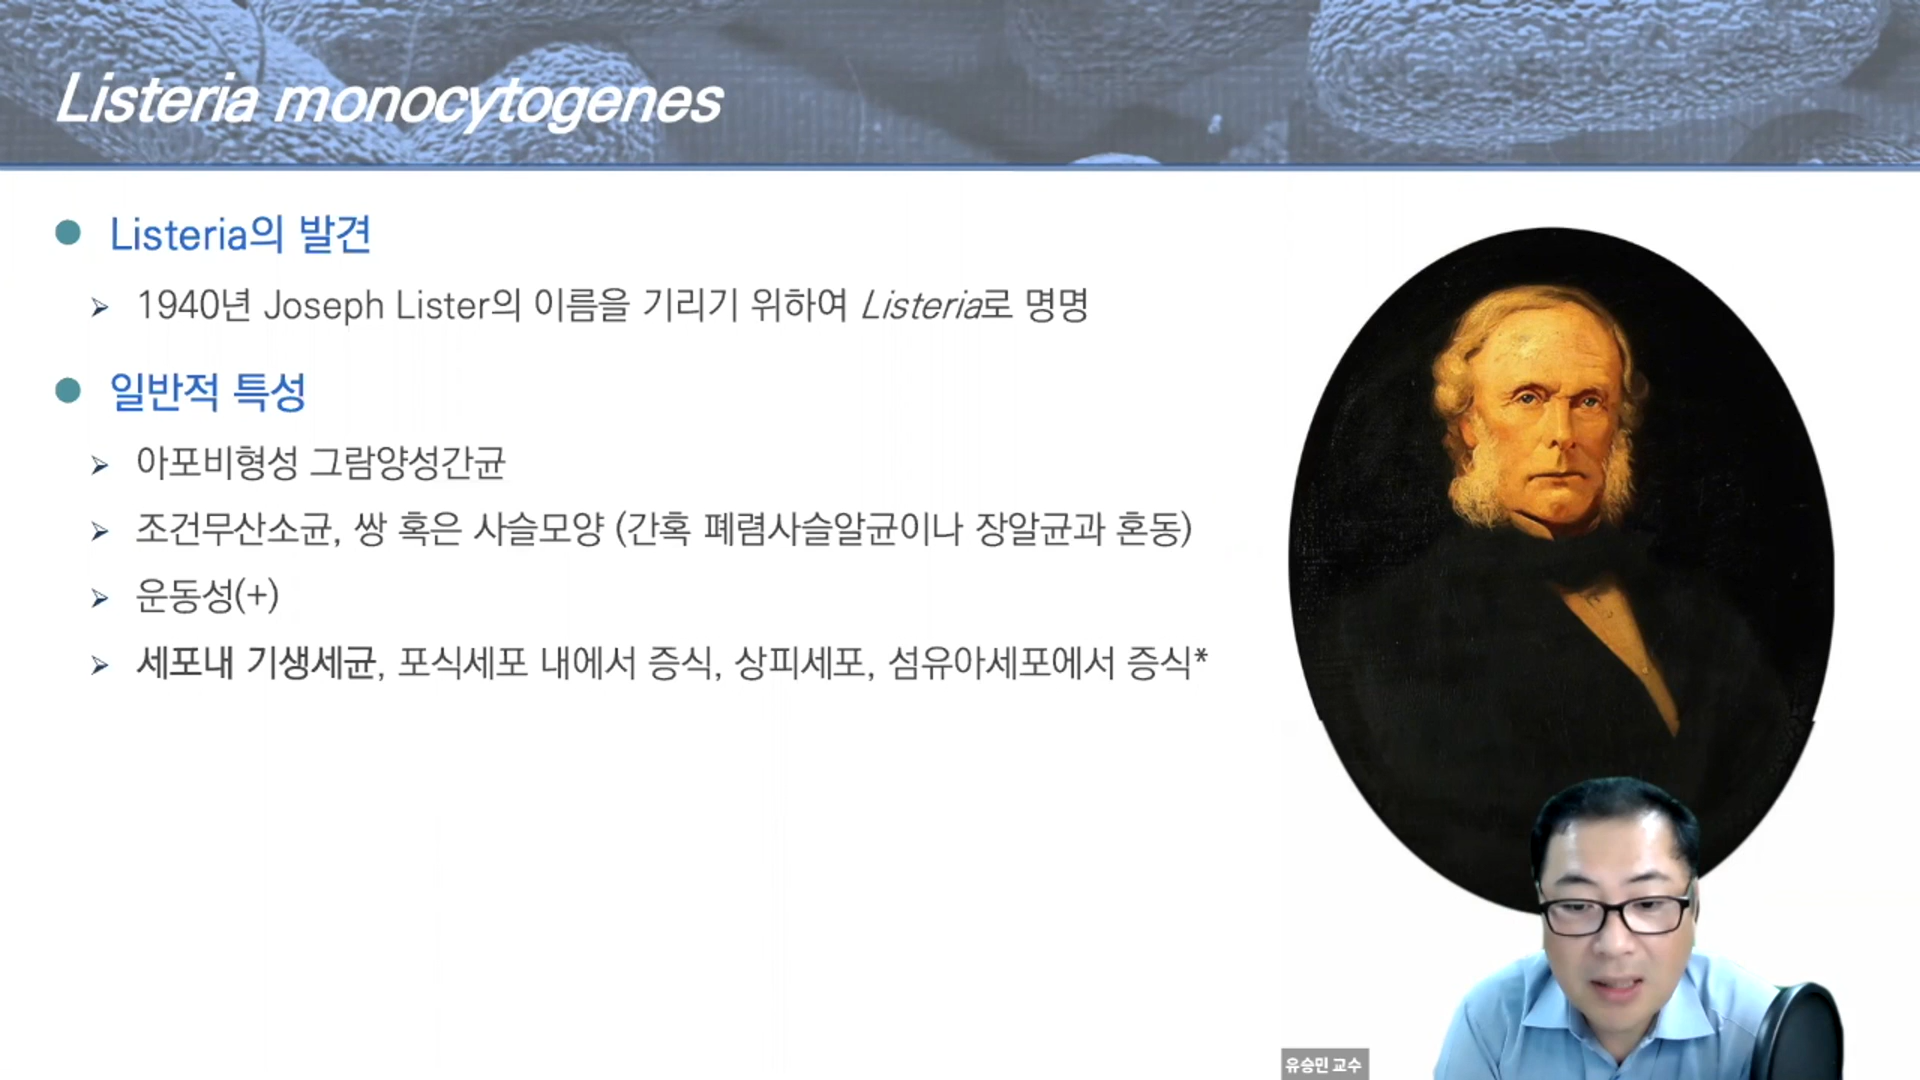 Listeria monocytogenes
Listeria의 발견
1940년 Joseph Lister의 이름을 기리기 위하여 Listeria로 명명
일반적 특성
아포비형성 그람양성간균
조건무산소균, 쌍 혹은 사슬모양 (간혹 폐렴사슬알균이나 장알균과 혼동)
운동성(+)
세포내 기생세균, 포식세포 내에서 증식, 상피세포, 섬유아세포에서 증식*
유승민 교수